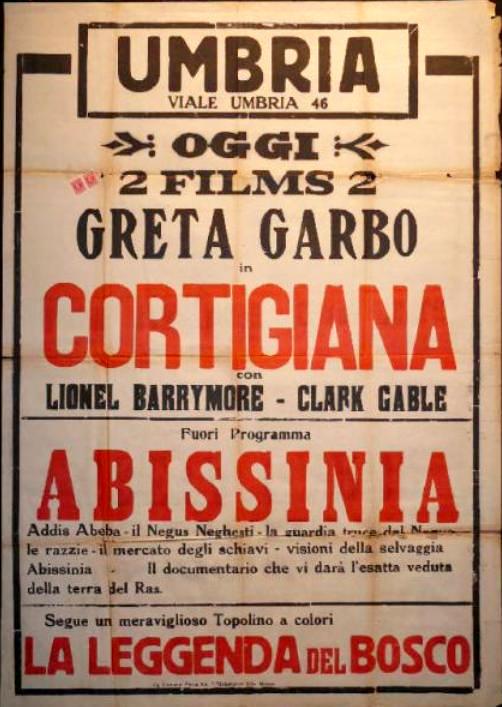 UMBRIA
VIALE UMBRIA 46
OGGI
2 FILMS 2
GRETA GARBO
in
CORTIGIANA
con
LIONEL BARRYMORE - CLARK GABLE
Fuori Programma
ABISSINIA
Addis Abeba - il Negus Neghesti - la guardia truce del Negus
le razzie - il mercato degli schiavi - visioni della selvaggia
Abissinia - Il documentario che vi darà l'esatta veduta
della terra del Ras.
Segue un meraviglioso Topolino a colori
LA LEGGENDA DEL BOSCO